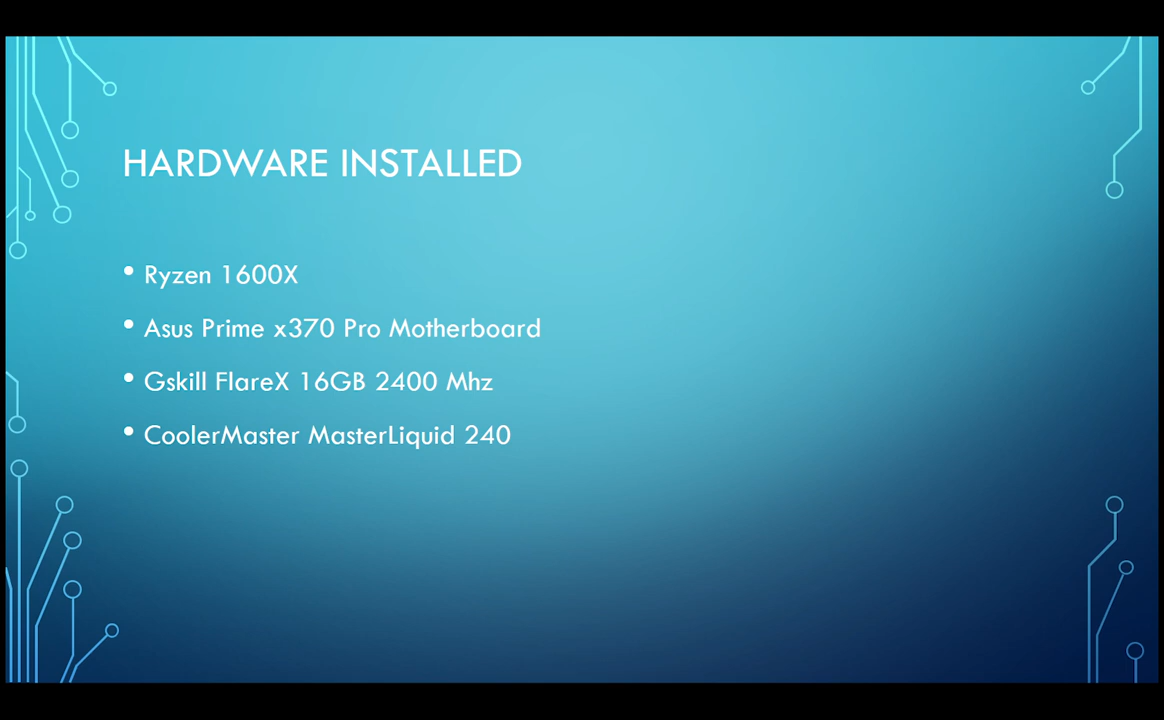 HARDWARE INSTALLED
• Ryzen 1600X
• Asus Prime x370 Pro Motherboard
• Gskill FlareX 16GB 2400 Mhz
• CoolerMaster MasterLiquid 240